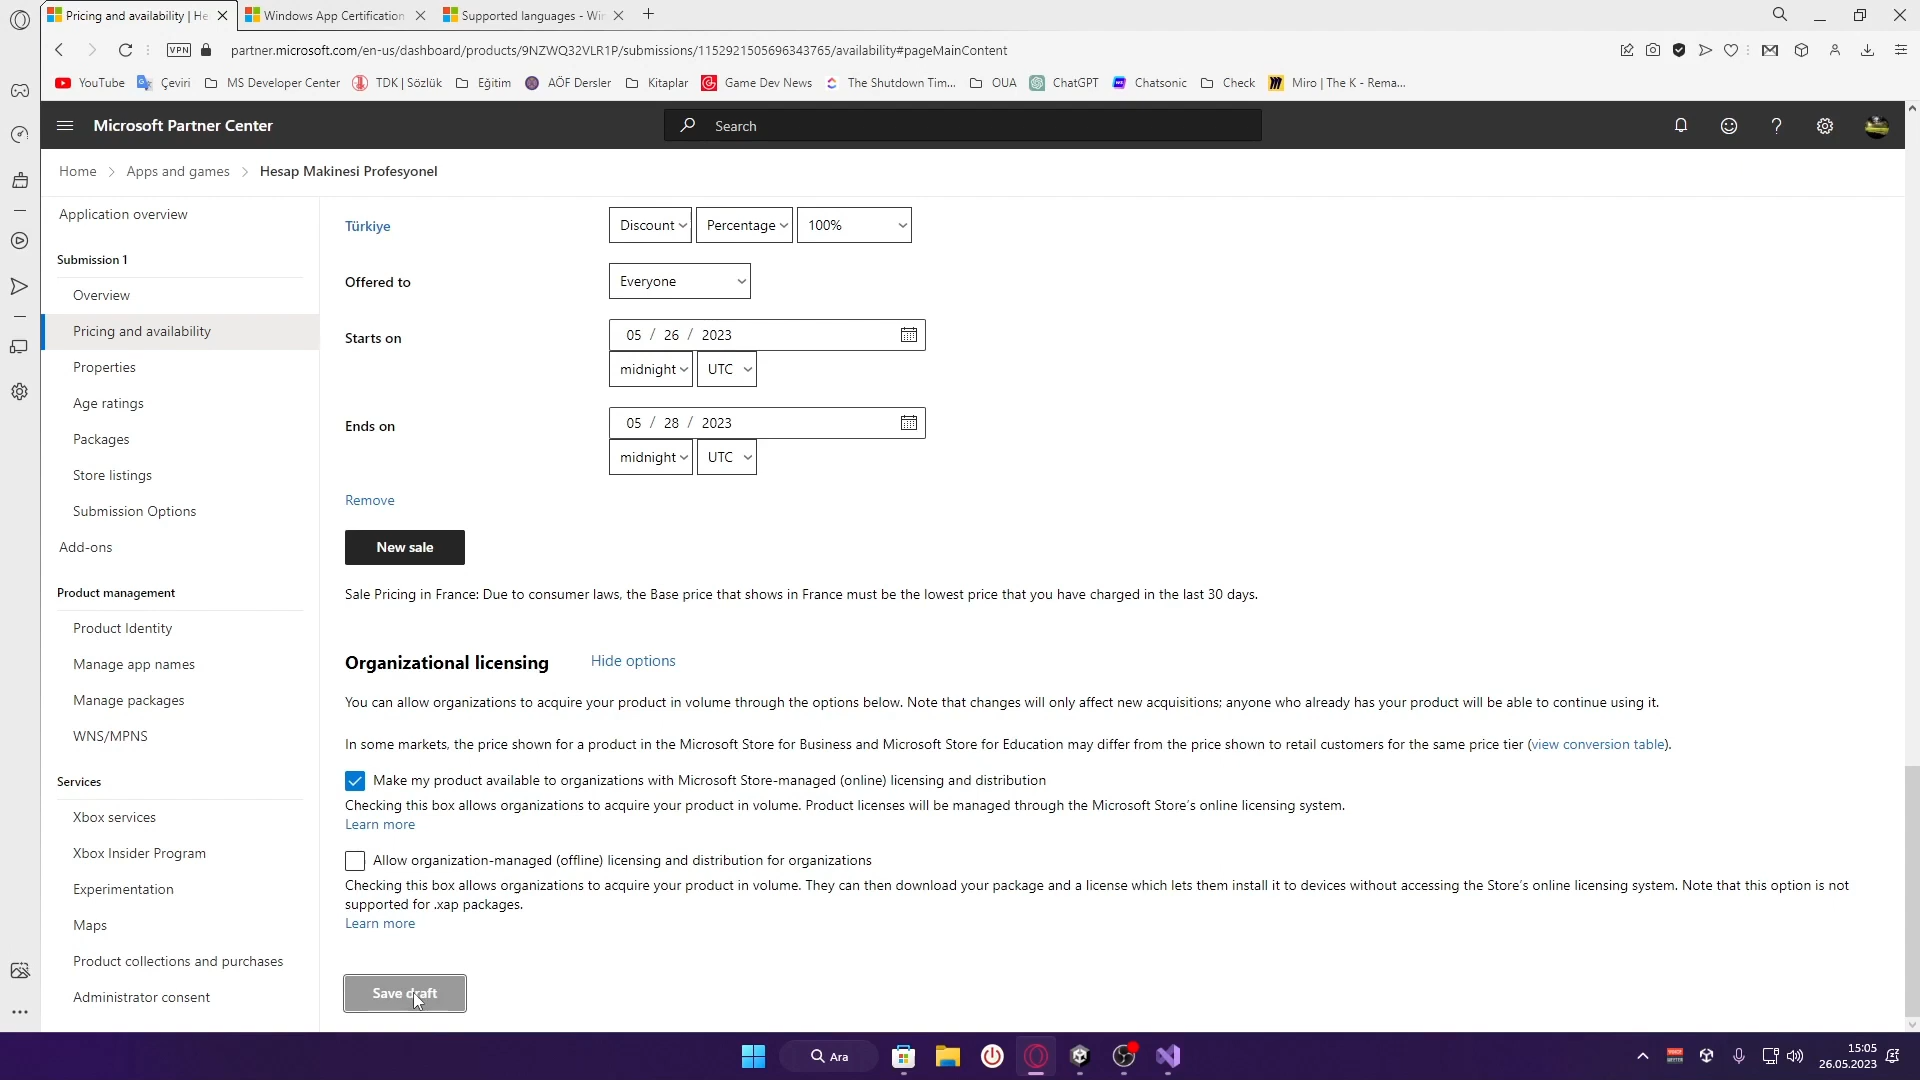 Pricing and availability | He
Windows App Certification
Supported languages - Wir
VPN
partner.microsoft.com/en-us/dashboard/products/9NZWQ32VLR1P/submissions/1152921505696343765/availability#pageMainContent
YouTube
Çeviri
MS Developer Center
TDK | Sözlük
Eğitim
AÖF Dersler
Kitaplar
Game Dev News
The Shutdown Tim...
OUA
ChatGPT
Chatsonic
Check
Miro | The K - Rema...
Microsoft Partner Center
Search
Home
Apps and games
Hesap Makinesi Profesyonel
Application overview
Submission 1
Overview
Pricing and availability
Properties
Age ratings
Packages
Store listings
Submission Options
Add-ons
Product management
Product Identity
Manage app names
Manage packages
WNS/MPNS
Services
Xbox services
Xbox Insider Program
Experimentation
Maps
Product collections and purchases
Administrator consent
Türkiye
Discount
Percentage
100%
Offered to
Everyone
Starts on
05 / 26 / 2023
midnight
UTC
Ends on
05 / 28 / 2023
midnight
UTC
Remove
New sale
Sale Pricing in France: Due to consumer laws, the Base price that shows in France must be the lowest price that you have charged in the last 30 days.
Organizational licensing
Hide options
You can allow organizations to acquire your product in volume through the options below. Note that changes will only affect new acquisitions; anyone who already has your product will be able to continue using it.
In some markets, the price shown for a product in the Microsoft Store for Business and Microsoft Store for Education may differ from the price shown to retail customers for the same price tier (view conversion table).
Make my product available to organizations with Microsoft Store-managed (online) licensing and distribution
Checking this box allows organizations to acquire your product in volume. Product licenses will be managed through the Microsoft Store's online licensing system.
Learn more
Allow organization-managed (offline) licensing and distribution for organizations
Checking this box allows organizations to acquire your product in volume. They can then download your package and a license which lets them install it to devices without accessing the Store's online licensing system. Note that this option is not
supported for .xap packages.
Learn more
Save draft
Ara
15:05
26.05.2023